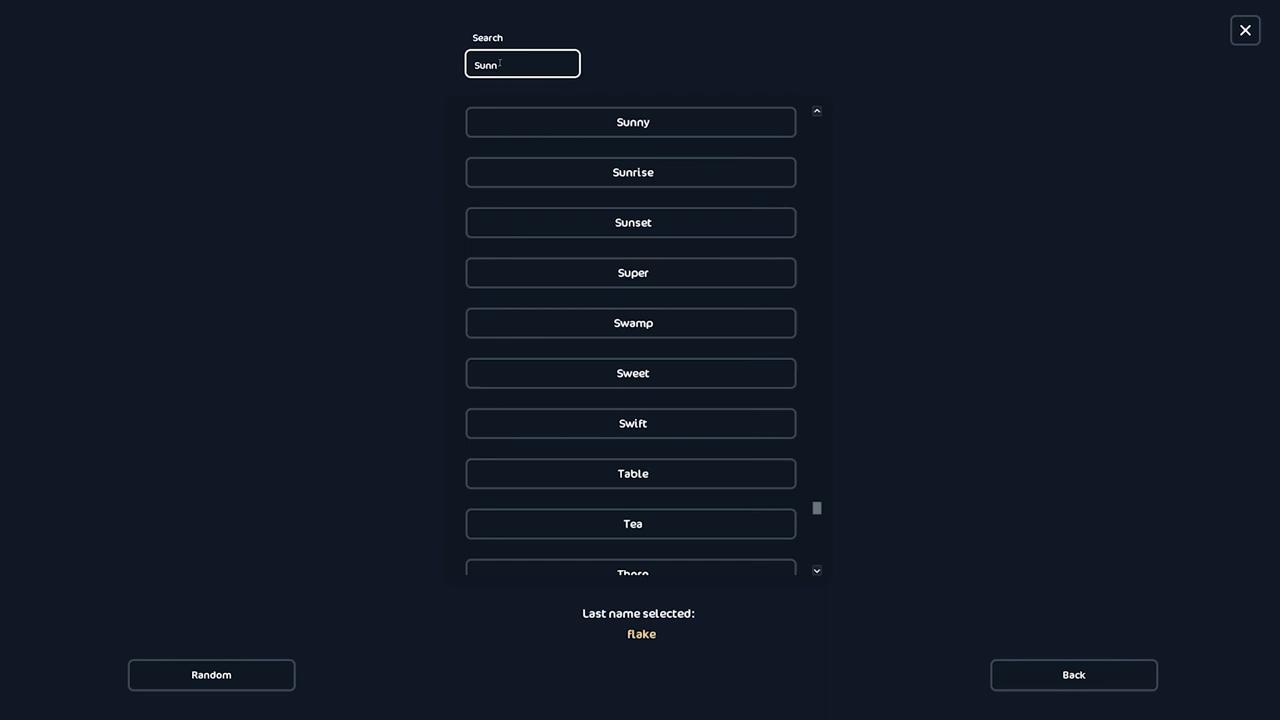 Search
Sunn
Sunny
Sunrise
Sunset
Super
Swamp
Sweet
Swift
Table
Tea
Last name selected:
flake
Random
Back